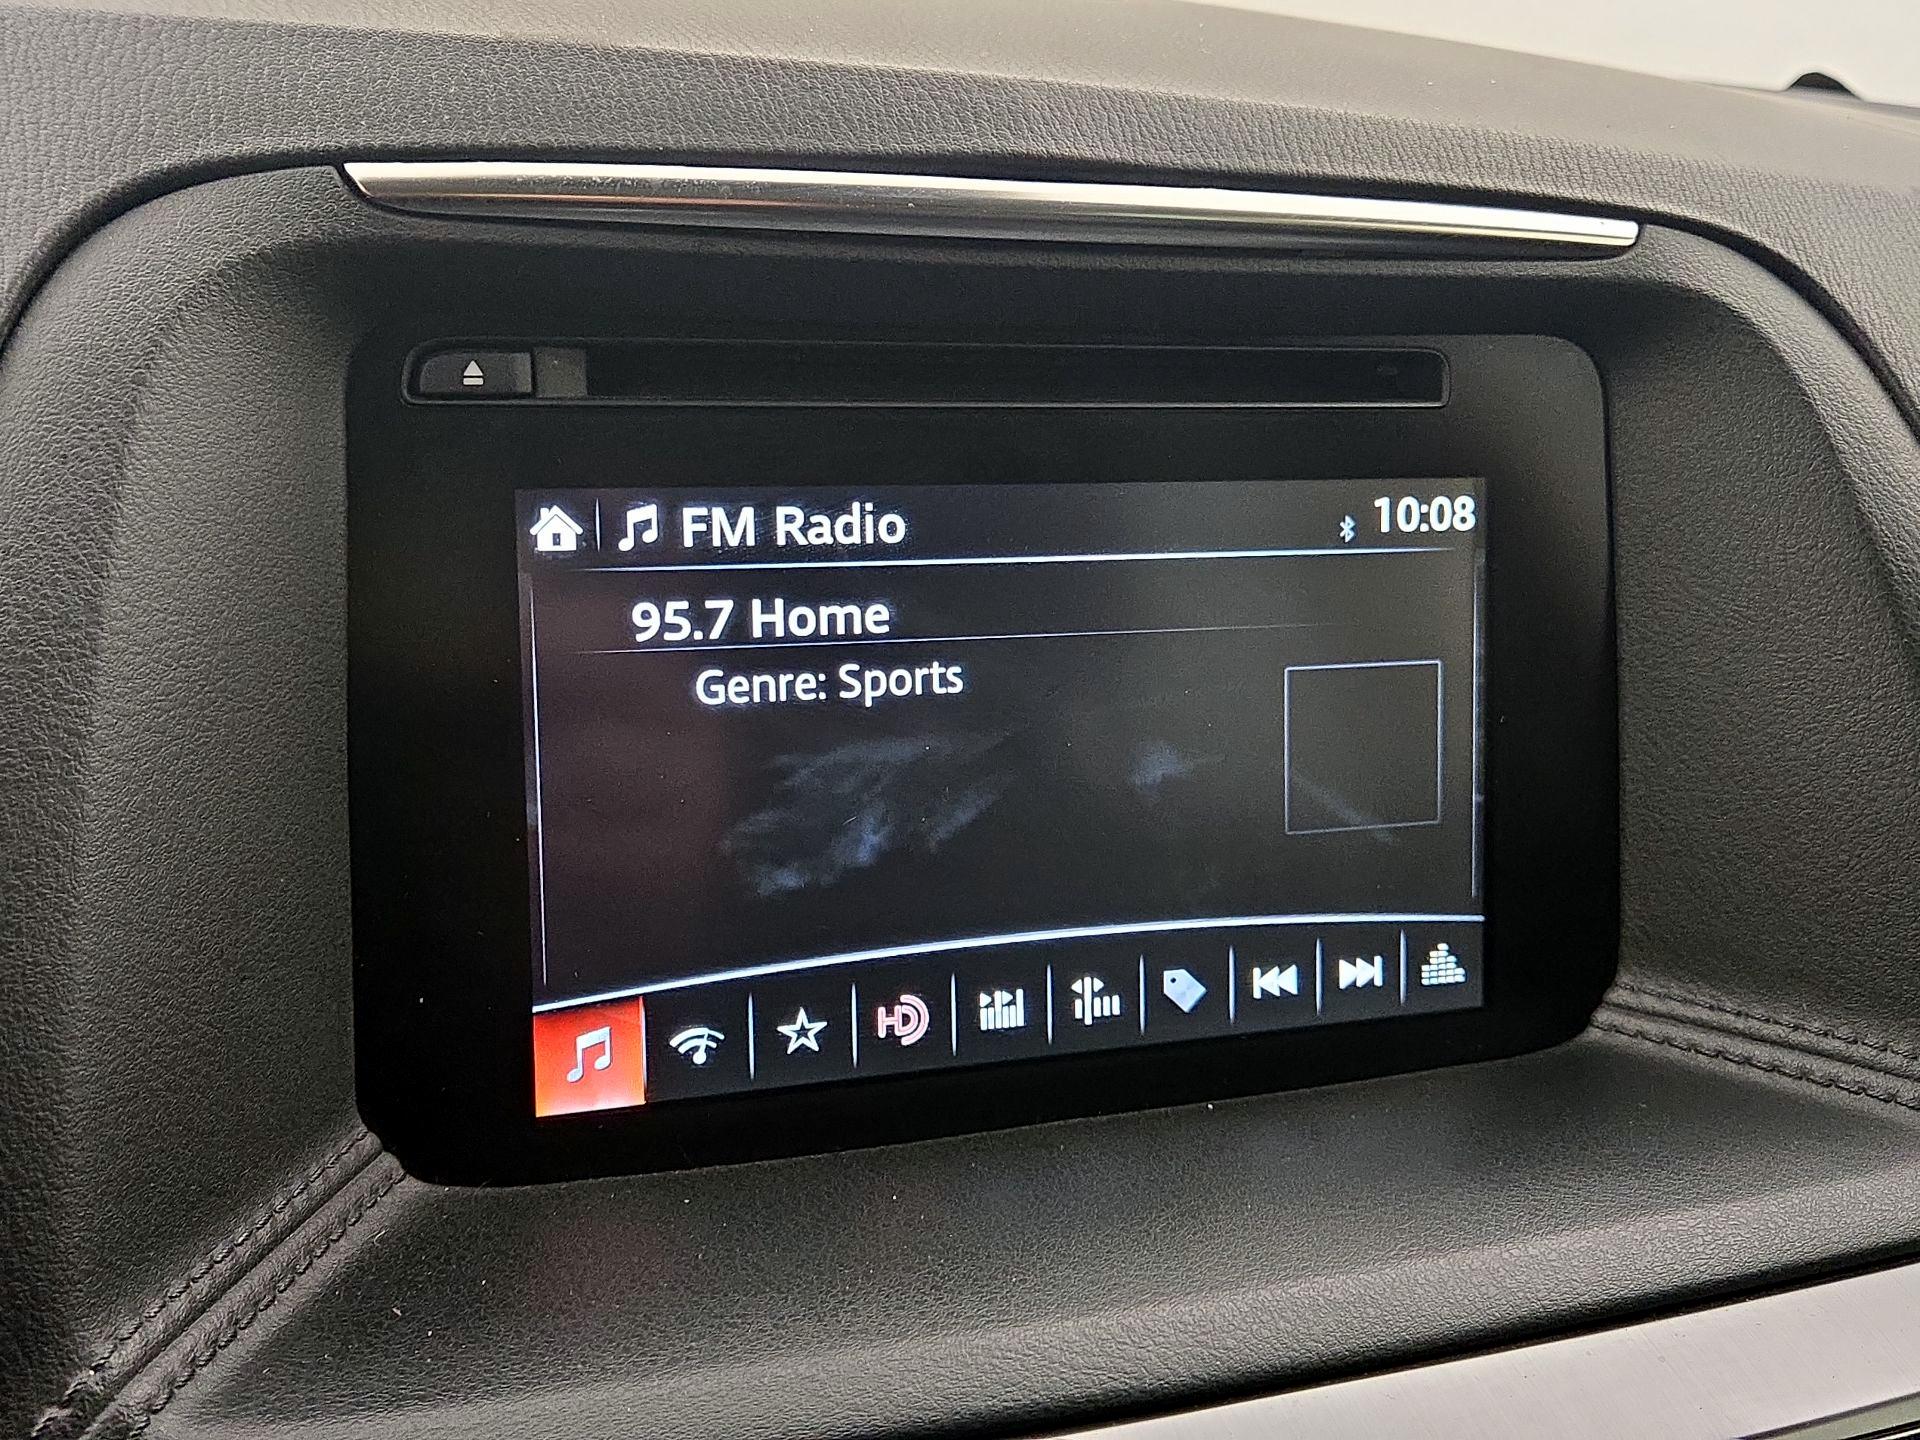 FM Radio
10:08
95.7 Home
Genre: Sports
HD